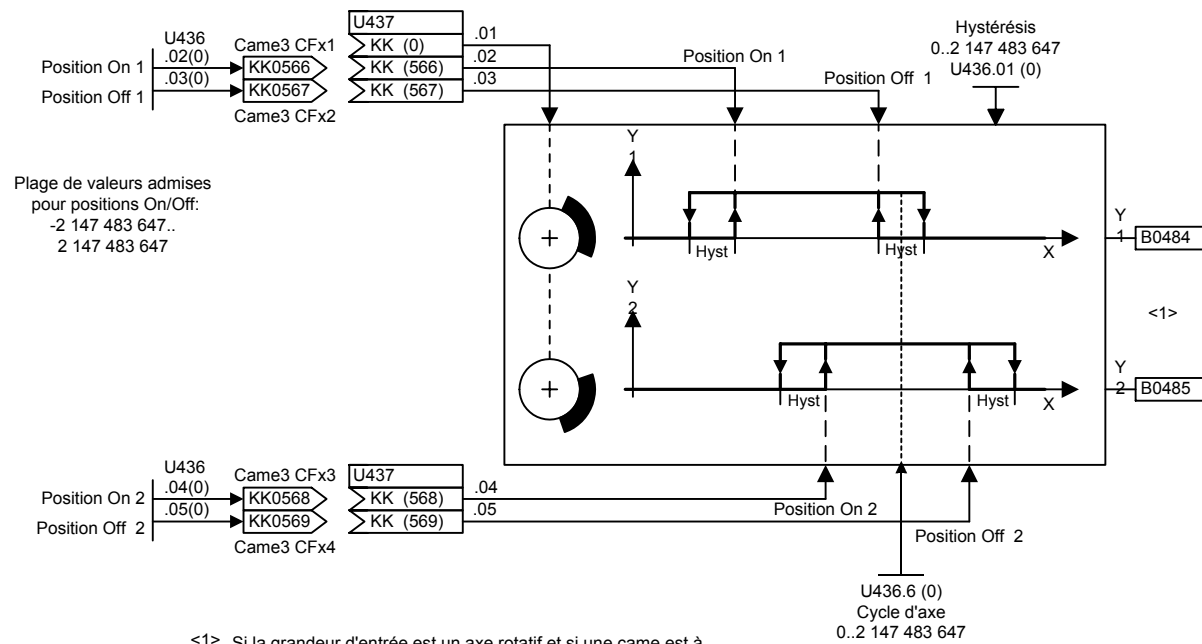 U436
.02(0)
.03(0)
Position On 1
Position Off 1
Came3 CFx1
KK0566
KK0567
Came3 CFx2
U437
KK (0)
KK (566)
KK (567)
.01
.02
.03
Position On 1
Position Off 1
Hystérésis
0..2 147 483 647
U436.01 (0)
Plage de valeurs admises
pour positions On/Off:
-2 147 483 647..
2 147 483 647
Y
1
Hyst
Hyst
X
Y
1
B0484
<1>
Y
2
Hyst
Hyst
X
Y
2
B0485
U436
.04(0)
.05(0)
Position On 2
Position Off 2
Came3 CFx3
KK0568
KK0569
Came3 CFx4
U437
KK (568)
KK (569)
.04
.05
Position On 2
Position Off 2
U436.6 (0)
Cycle d'axe
0..2 147 483 647
<1> Si la grandeur d'entrée est un axe rotatif et si une came est à